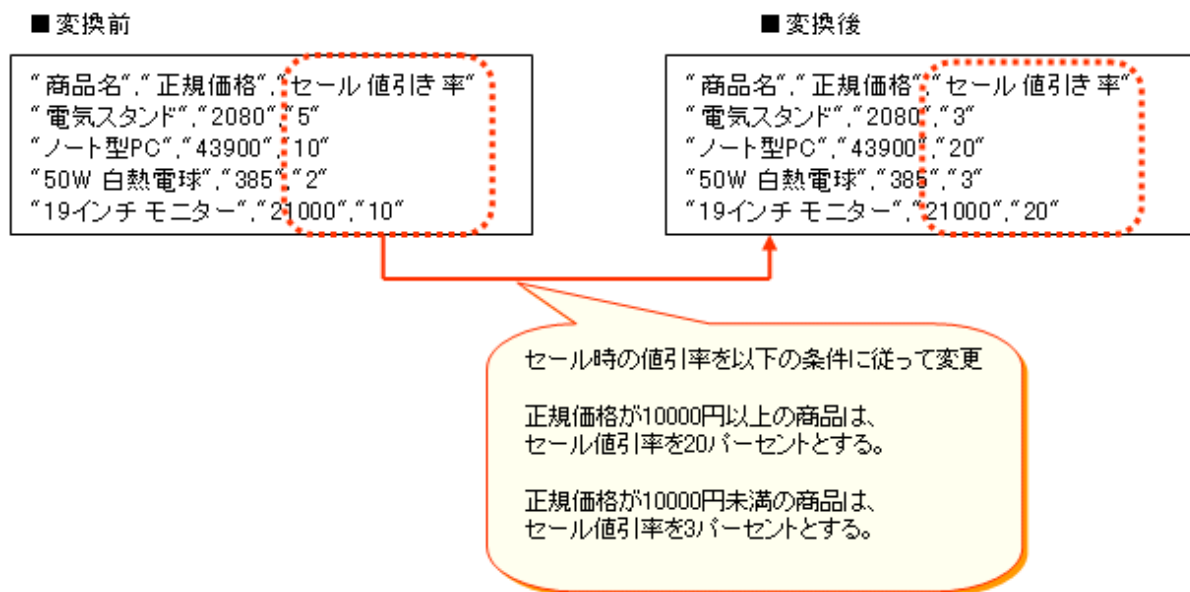 ■ 変換前
"商品名","正規価格","セール 値引き 率"
"電気スタンド","2080","5"
"ノート型PC","43900","10"
"50W 白熱電球","385","2"
"19インチ モニター","21000","10"
■ 変換後
"商品名","正規価格","セール 値引き 率"
"電気スタンド","2080","3"
"ノート型PC","43900","20"
"50W 白熱電球","385","3"
"19インチ モニター","21000","20"
セール時の値引率を以下の条件に従って変更
正規価格が10000円以上の商品は、
セール値引率を20パーセントとする。
正規価格が10000円未満の商品は、
セール値引率を3パーセントとする。